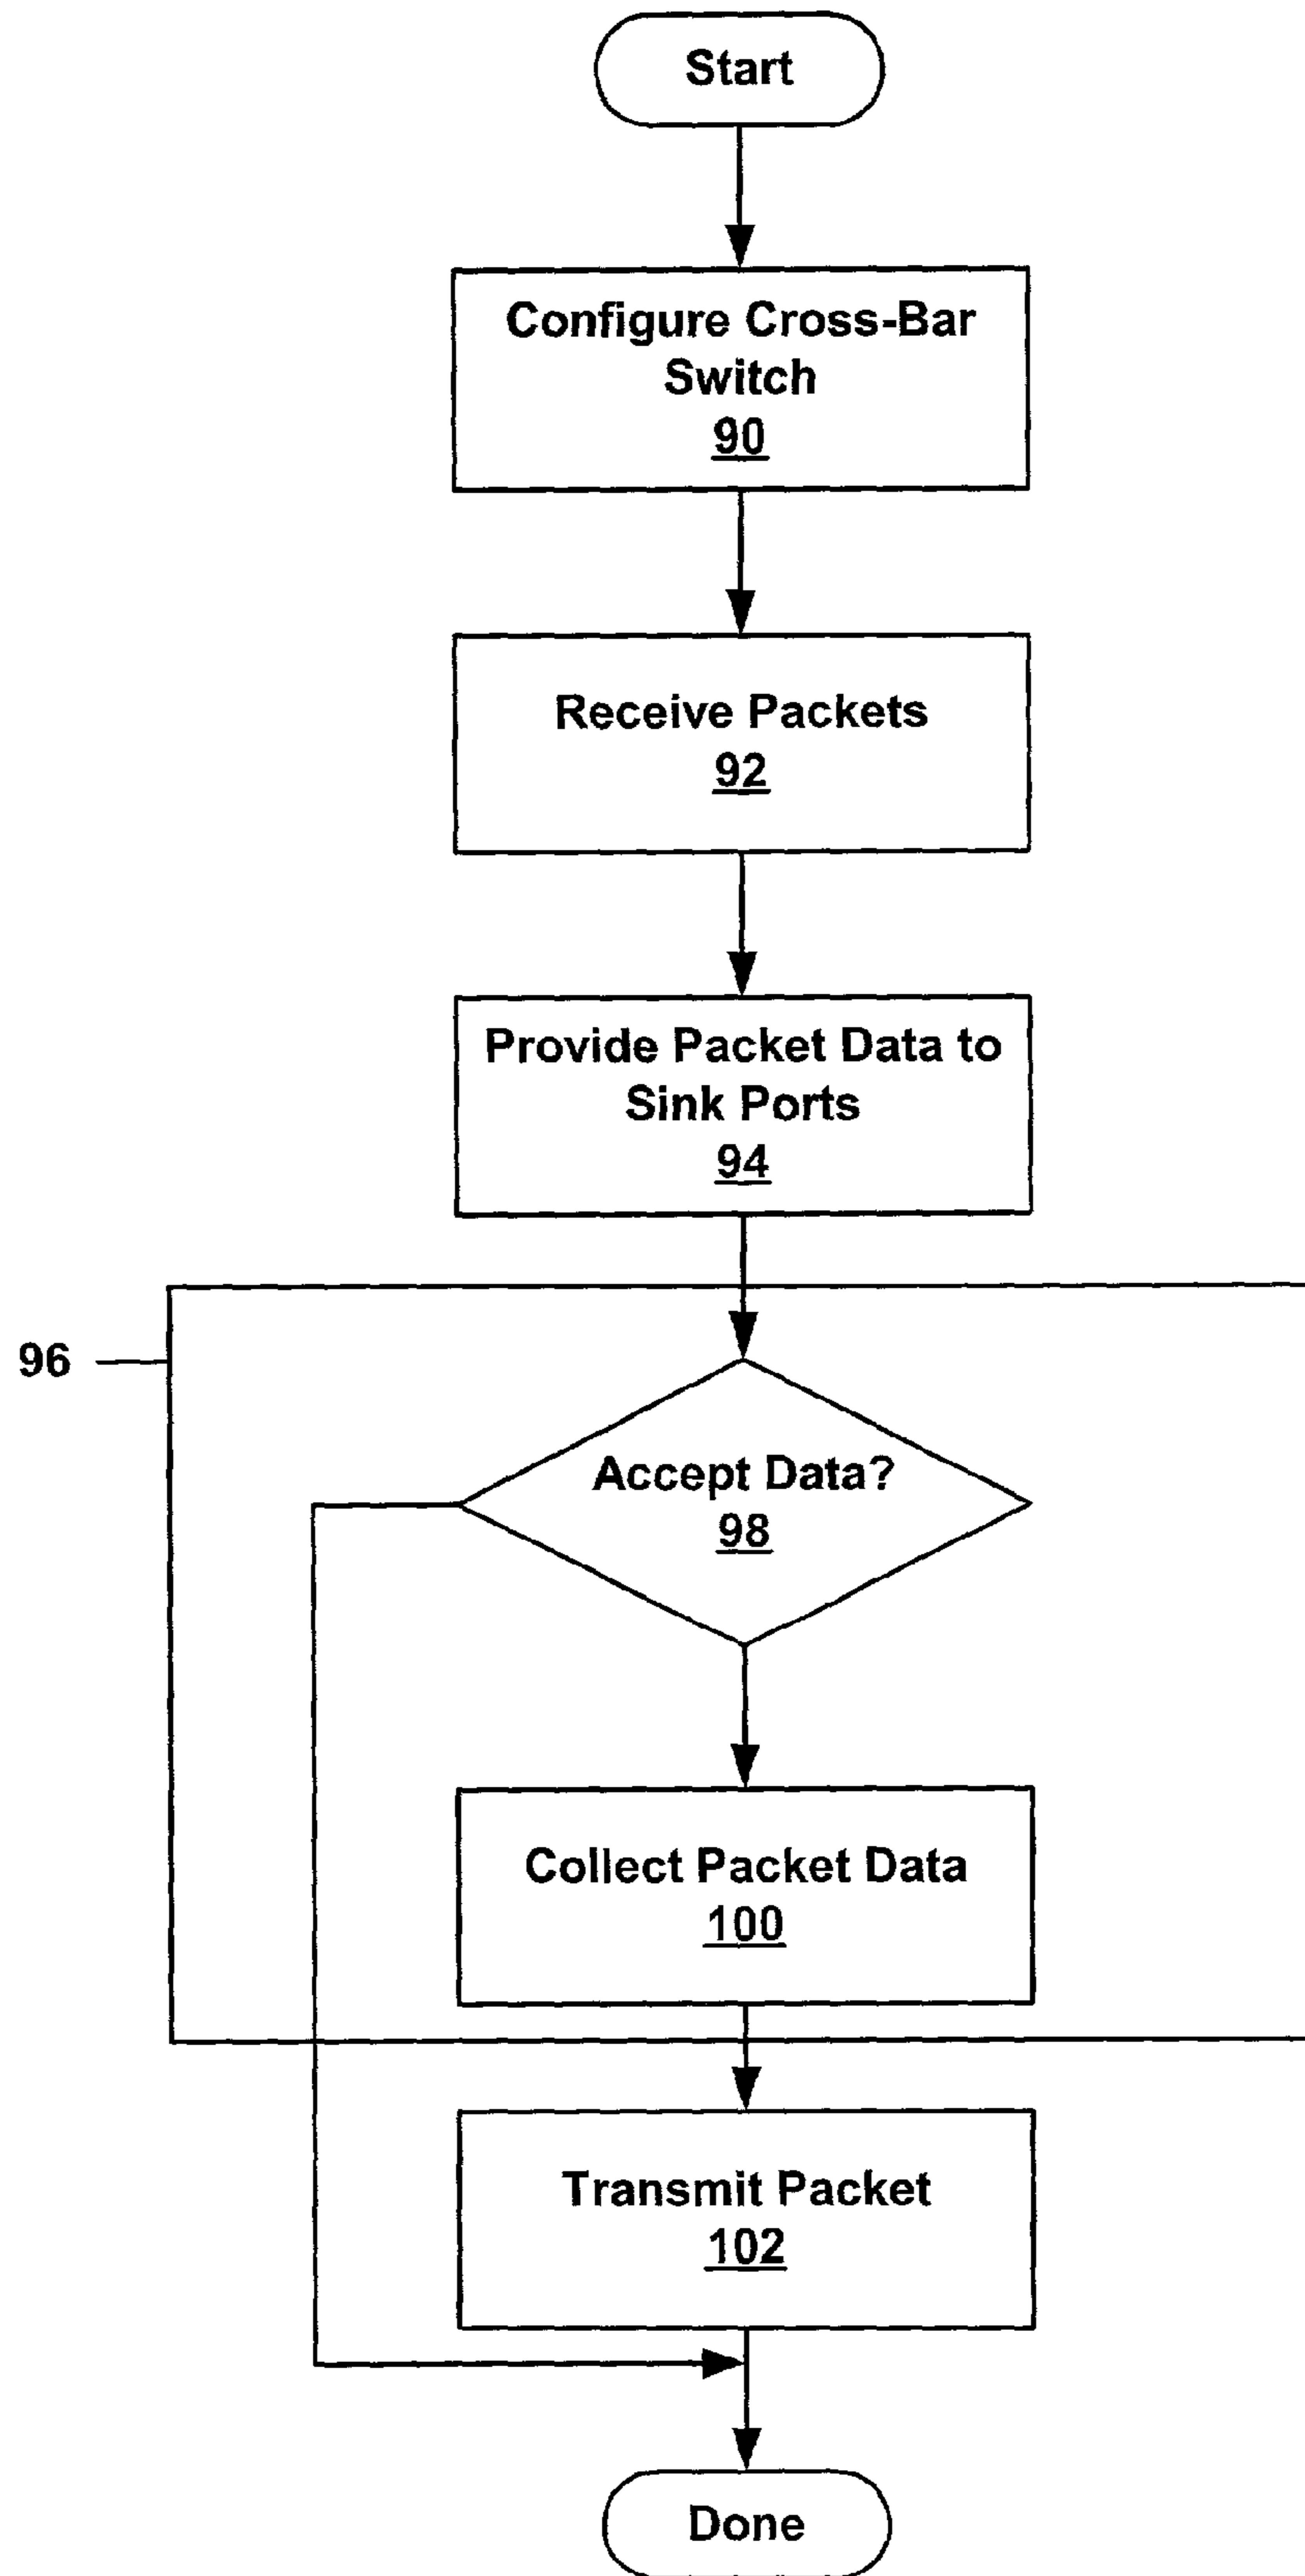 Start
Configure Cross-Bar
Switch
90
Receive Packets
92
Provide Packet Data to
Sink Ports
94
96
Accept Data?
98
Collect Packet Data
100
Transmit Packet
102
Done